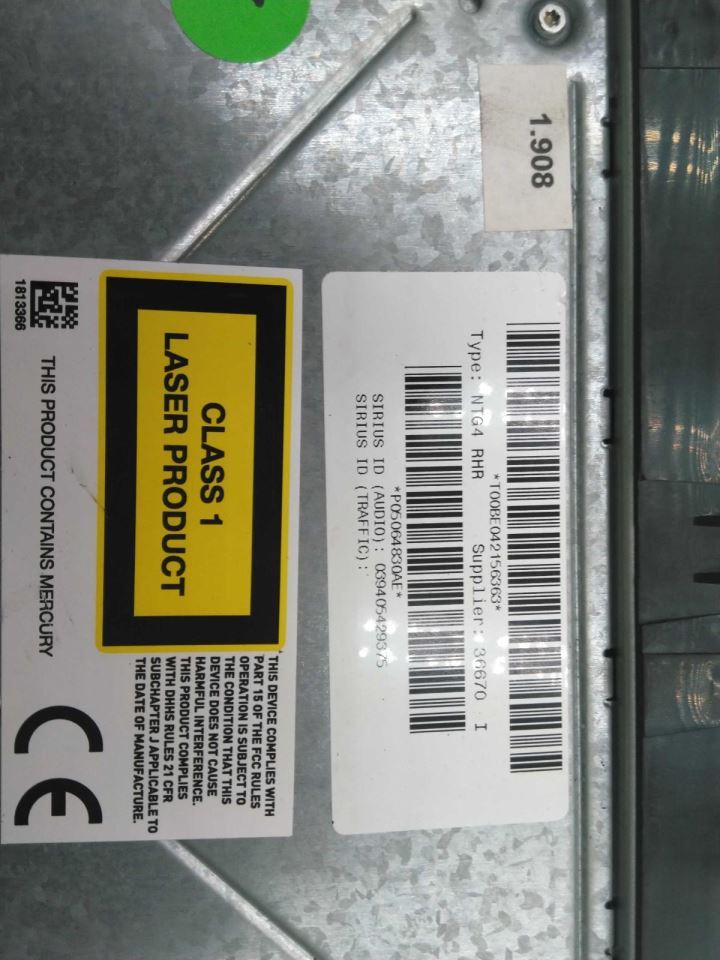 1.908
*T00BE042156363*
Type: NTG4 RHR Supplier: 36670 I
*P05064830AE*
SIRIUS ID (AUDIO): 039405429375
SIRIUS ID (TRAFFIC):
CLASS 1
LASER PRODUCT
THIS DEVICE COMPLIES WITH
PART 15 OF THE FCC RULES
OPERATION IS SUBJECT TO
THE CONDITION THAT THIS
DEVICE DOES NOT CAUSE
HARMFUL INTERFERENCE.
THIS PRODUCT COMPLIES
WITH DHHS RULES 21 CFR
SUBCHAPTER J APPLICABLE TO
THE DATE OF MANUFACTURE.
1813366
THIS PRODUCT CONTAINS MERCURY
CE